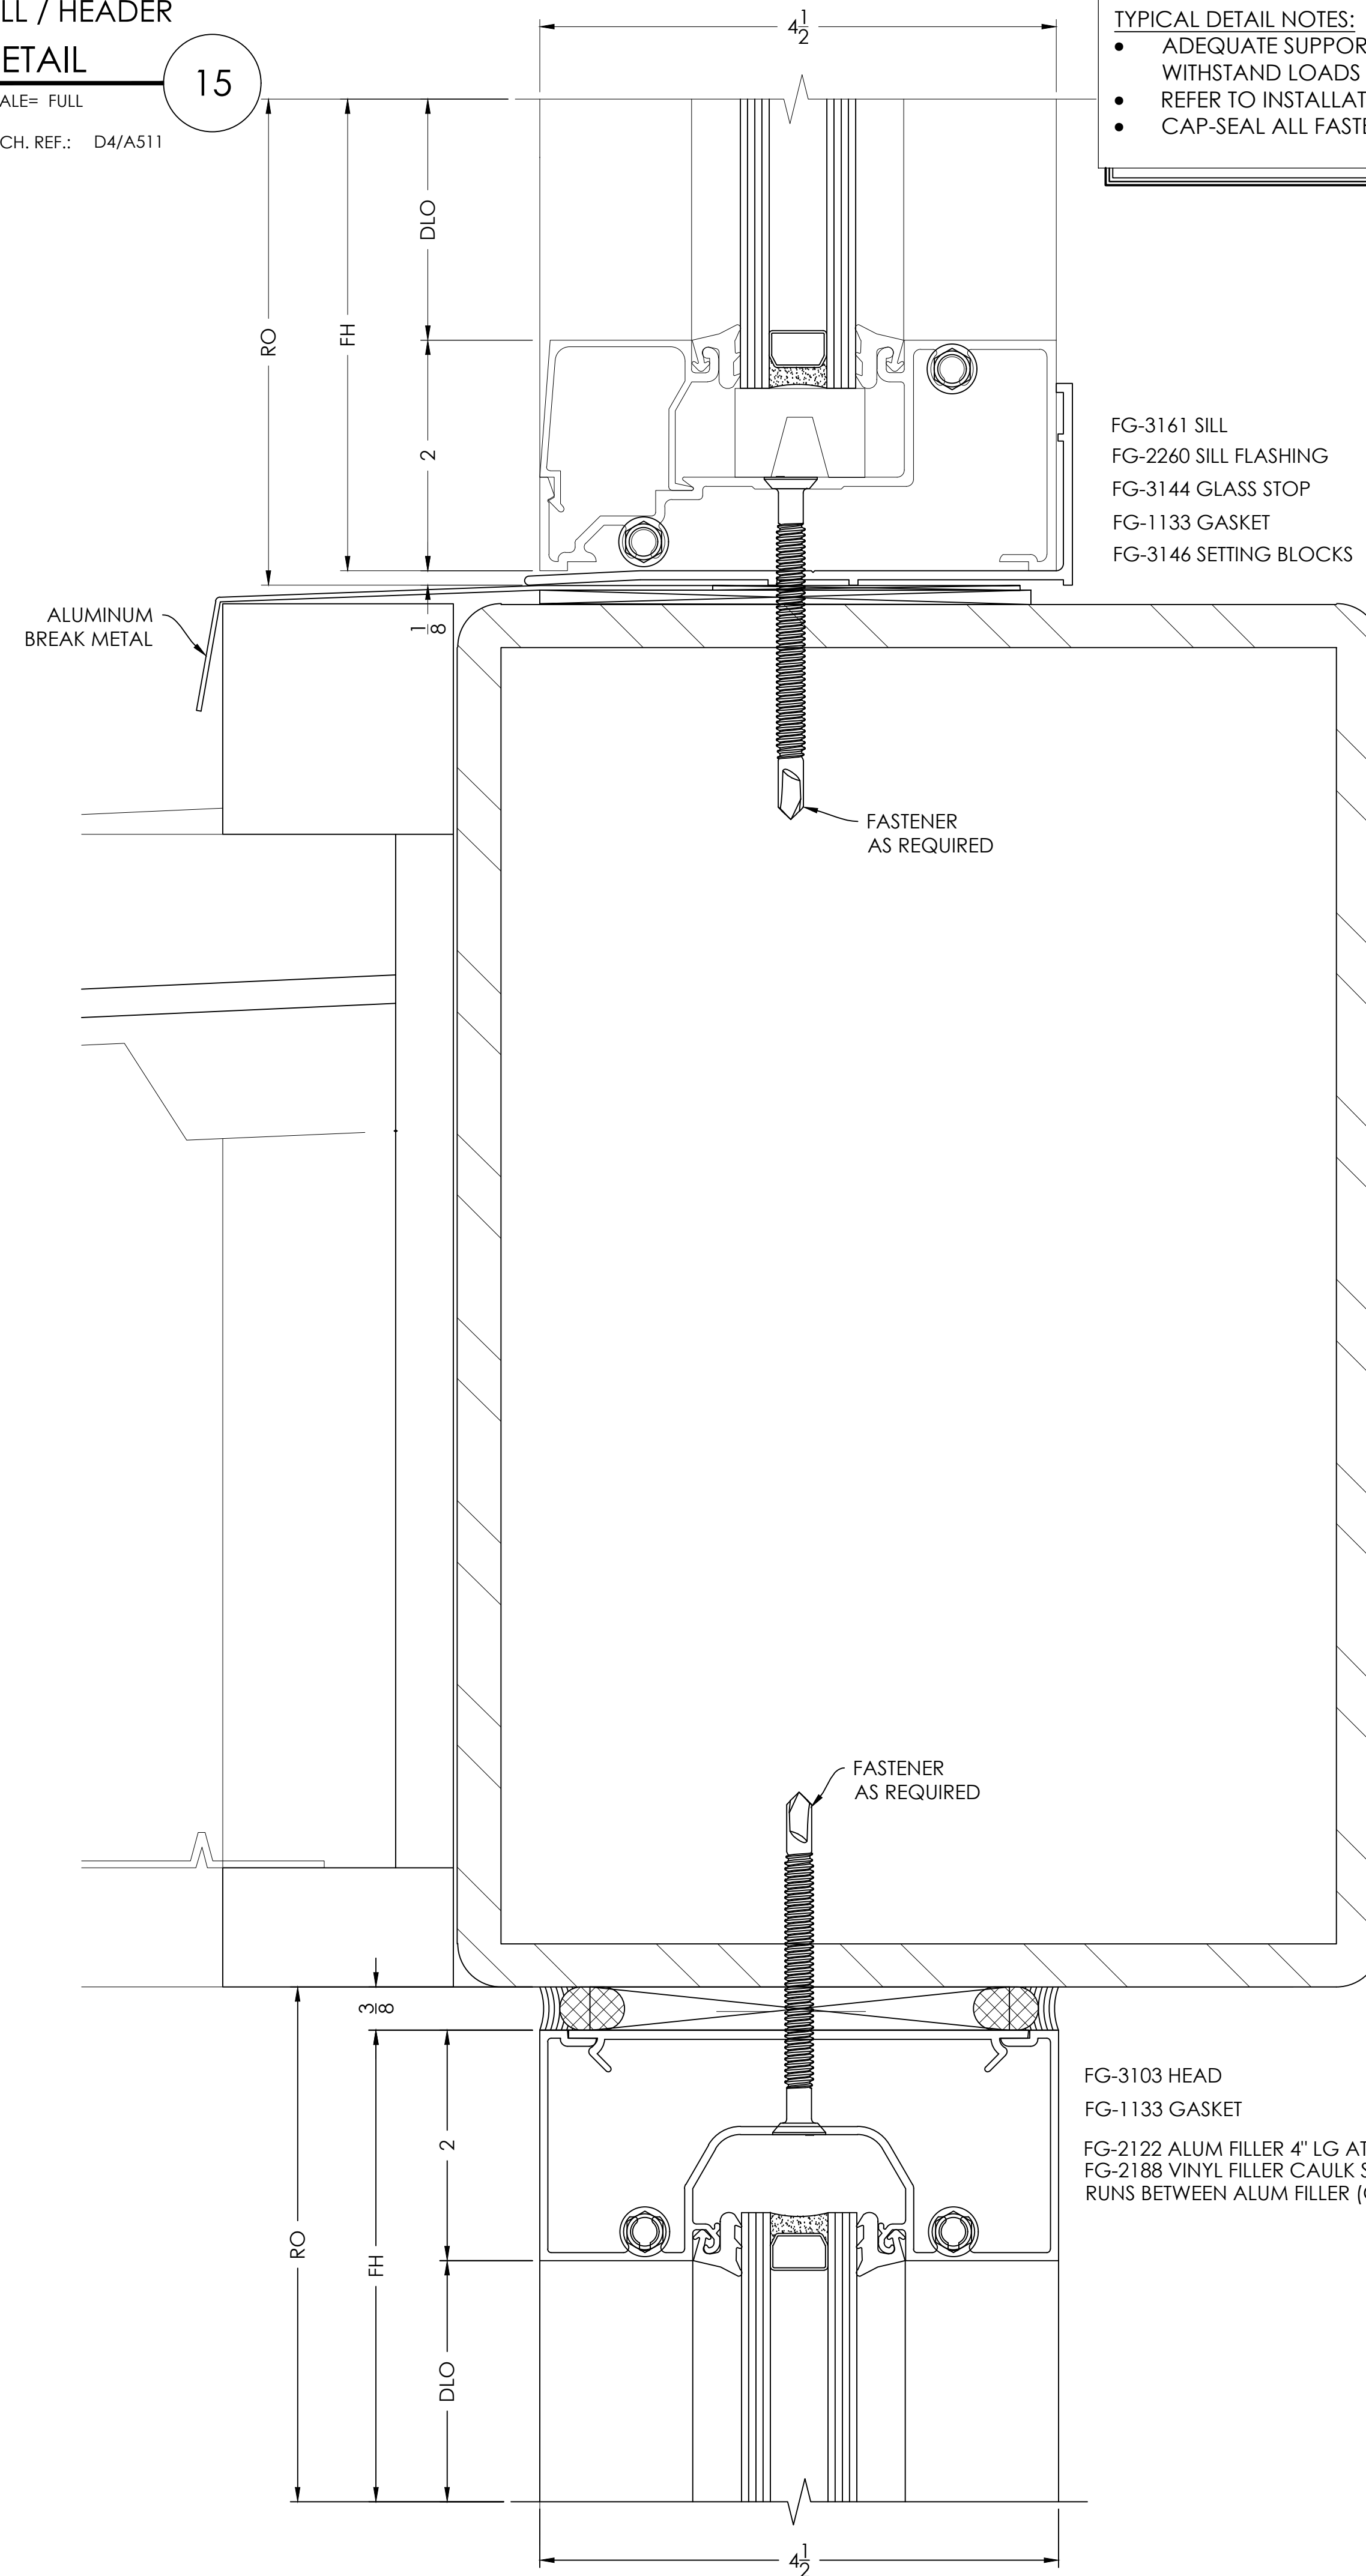 LL / HEADER
ETAIL
15
ALE= FULL
CH. REF.: D4/A511
4 1/2
TYPICAL DETAIL NOTES:
• ADEQUATE SUPPOR
WITHSTAND LOADS
• REFER TO INSTALLAT
• CAP-SEAL ALL FASTE
RO
FH
DLO
2
1/8
FG-3161 SILL
FG-2260 SILL FLASHING
FG-3144 GLASS STOP
FG-1133 GASKET
FG-3146 SETTING BLOCKS
ALUMINUM
BREAK METAL
FASTENER
AS REQUIRED
FASTENER
AS REQUIRED
3/8
RO
FH
2
DLO
FG-3103 HEAD
FG-1133 GASKET
FG-2122 ALUM FILLER 4" LG AT
FG-2188 VINYL FILLER CAULK S
RUNS BETWEEN ALUM FILLER (
4 1/2